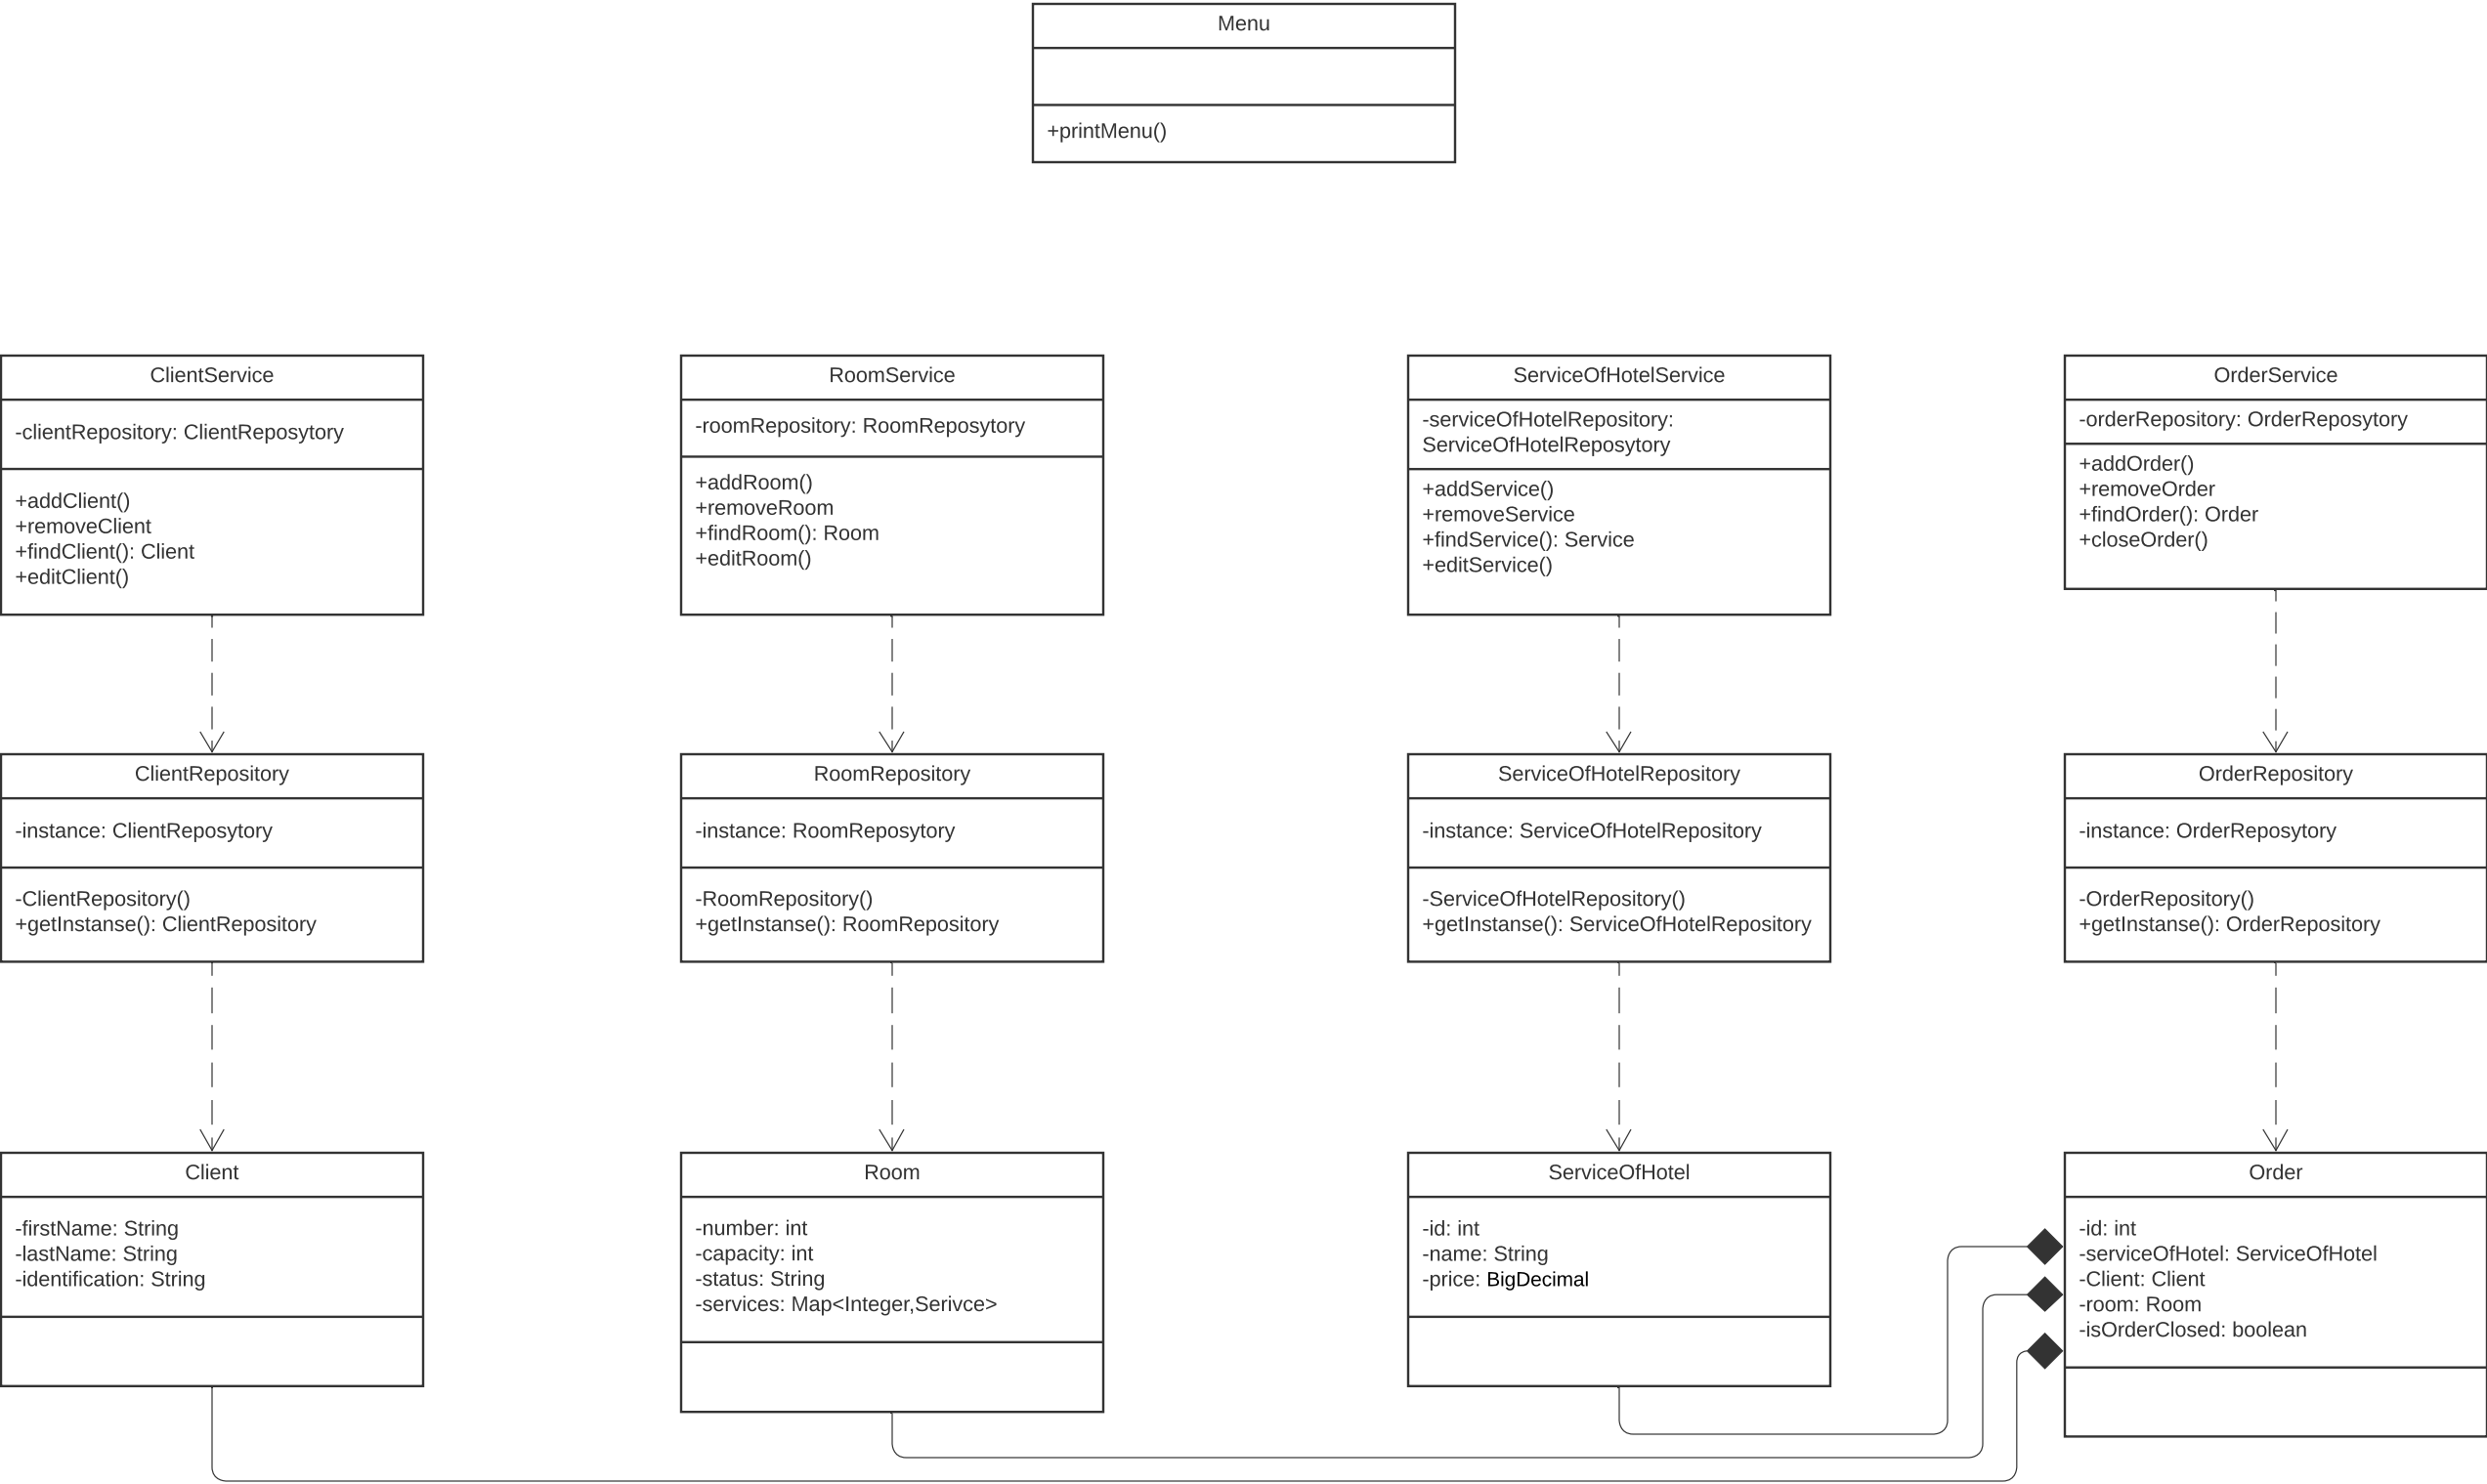 Menu
+printMenu()
ClientService
-clientRepository: ClientReposytory
+addClient()
+removeClient
+findClient(): Client
+editClient()
RoomService
-roomRepository: RoomReposytory
+addRoom()
+removeRoom
+findRoom(): Room
+editRoom()
ServiceOfHotelService
-serviceOfHotelRepository:
ServiceOfHotelReposytory
+addService()
+removeService
+findService(): Service
+editService()
OrderService
-orderRepository: OrderReposytory
+addOrder()
+removeOrder
+findOrder(): Order
+closeOrder()
ClientRepository
-instance: ClientReposytory
-ClientRepository()
+getInstanse(): ClientRepository
RoomRepository
-instance: RoomReposytory
-RoomRepository()
+getInstanse(): RoomRepository
ServiceOfHotelRepository
-instance: ServiceOfHotelRepository
-ServiceOfHotelRepository()
+getInstanse(): ServiceOfHotelRepository
OrderRepository
-instance: OrderReposytory
-OrderRepository()
+getInstanse(): OrderRepository
Client
-firstName: String
-lastName: String
-identification: String
Room
-number: int
-capacity: int
-status: String
-services: Map<Integer,Serivce>
ServiceOfHotel
-id: int
-name: String
-price: BigDecimal
Order
-id: int
-serviceOfHotel: ServiceOfHotel
-Client: Client
-room: Room
-isOrderClosed: boolean